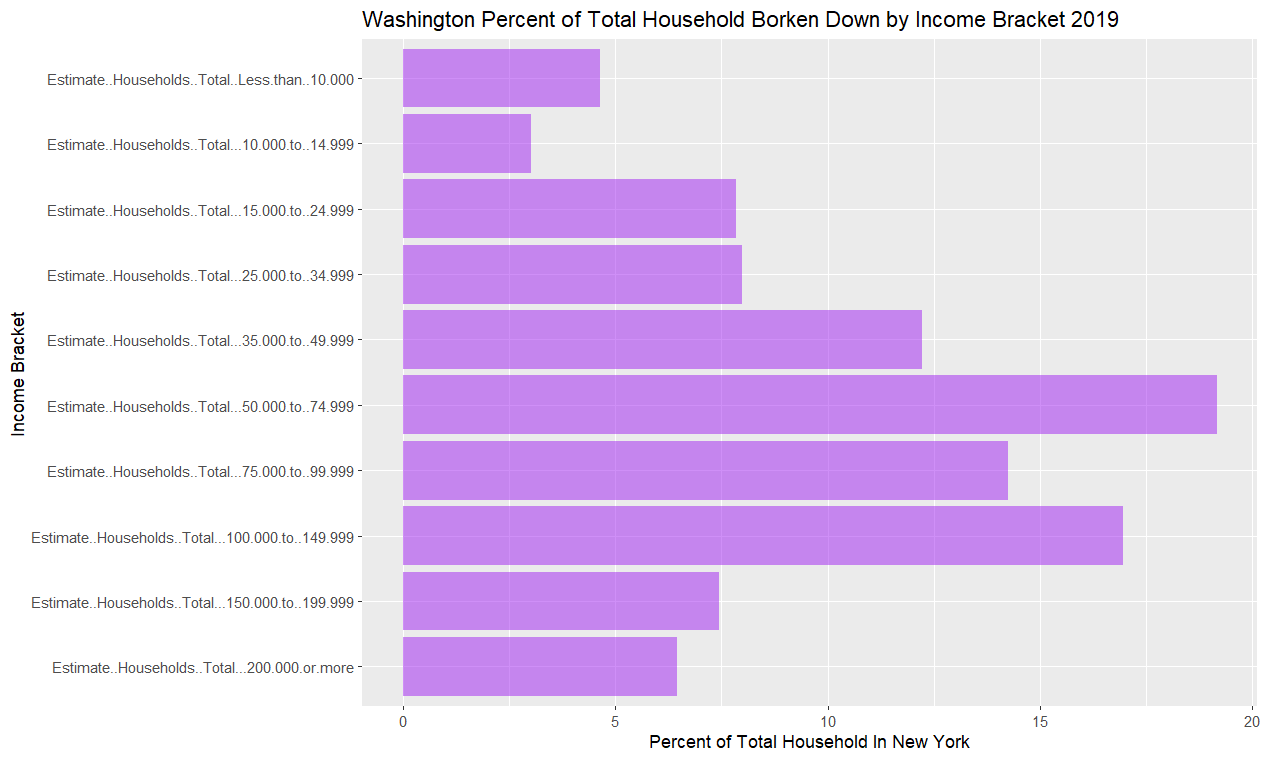 Washington Percent of Total Household Borken Down by Income Bracket 2019
Income Bracket
Estimate..Households..Total..Less.than..10.000
Estimate..Households..Total...10.000.to..14.999
Estimate..Households..Total...15.000.to..24.999
Estimate..Households..Total...25.000.to..34.999
Estimate..Households..Total...35.000.to..49.999
Estimate..Households..Total...50.000.to..74.999
Estimate..Households..Total...75.000.to..99.999
Estimate..Households..Total...100.000.to..149.999
Estimate..Households..Total...150.000.to..199.999
Estimate..Households..Total...200.000.or.more
0 5 10 15 20
Percent of Total Household In New York